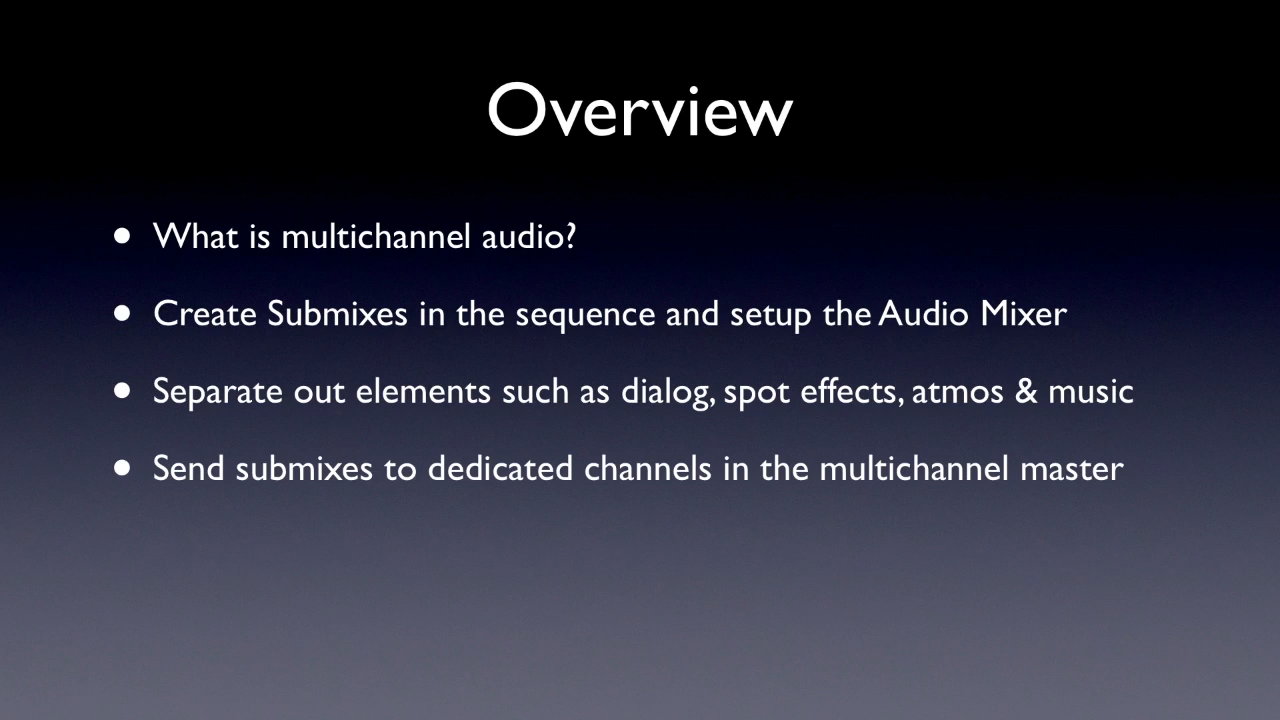 Overview
• What is multichannel audio?
• Create Submixes in the sequence and setup the Audio Mixer
• Separate out elements such as dialog, spot effects, atmos & music
• Send submixes to dedicated channels in the multichannel master